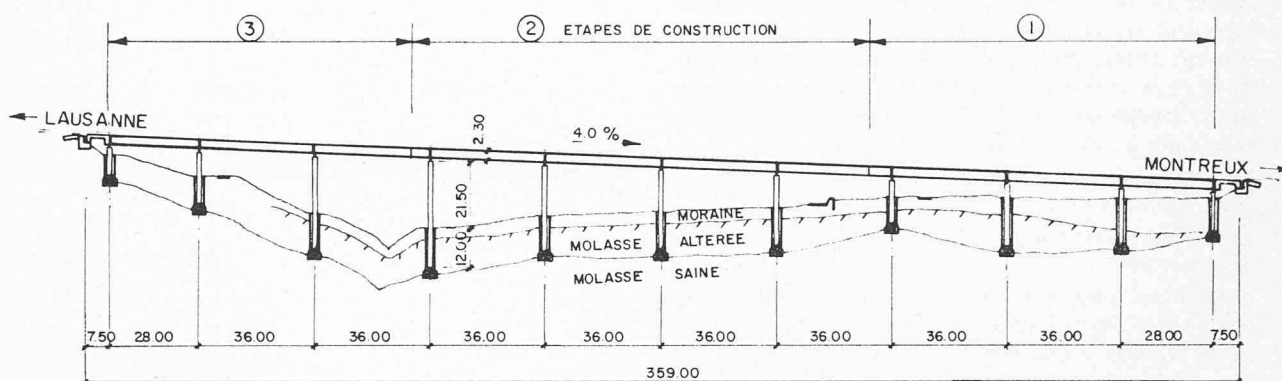 3
2
ETAPES DE CONSTRUCTION
1
LAUSANNE
2.30
4.0 %
MONTREUX
21.50
12.00
MORAINE
MOLASSE ALTEREE
MOLASSE SAINE
7.50 28.00 36.00 36.00 36.00 36.00 36.00 36.00 36.00 36.00 28.00 7.50
359.00